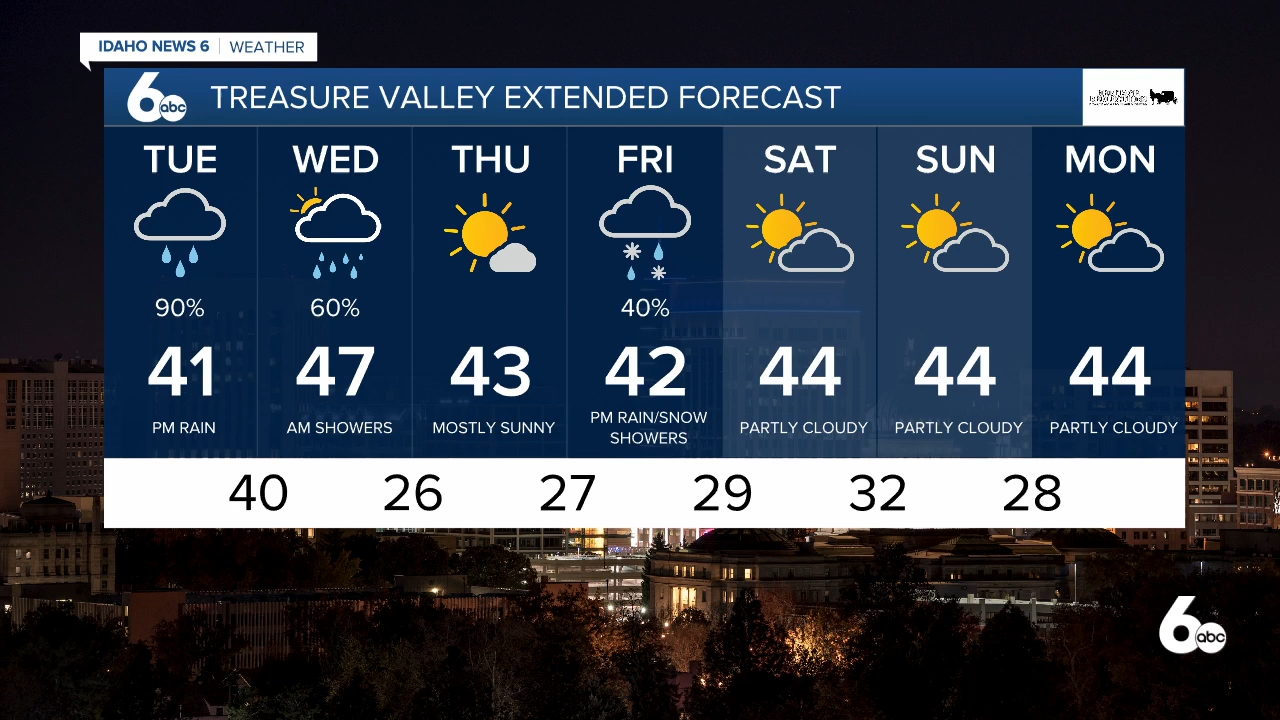 IDAHO NEWS 6 | WEATHER
6 abc TREASURE VALLEY EXTENDED FORECAST
TUE WED THU FRI SAT SUN MON
90% 60% 40%
41 47 43 42 44 44 44
PM RAIN AM SHOWERS MOSTLY SUNNY PM RAIN/SNOW SHOWERS PARTLY CLOUDY PARTLY CLOUDY PARTLY CLOUDY
40 26 27 29 32 28
6 abc